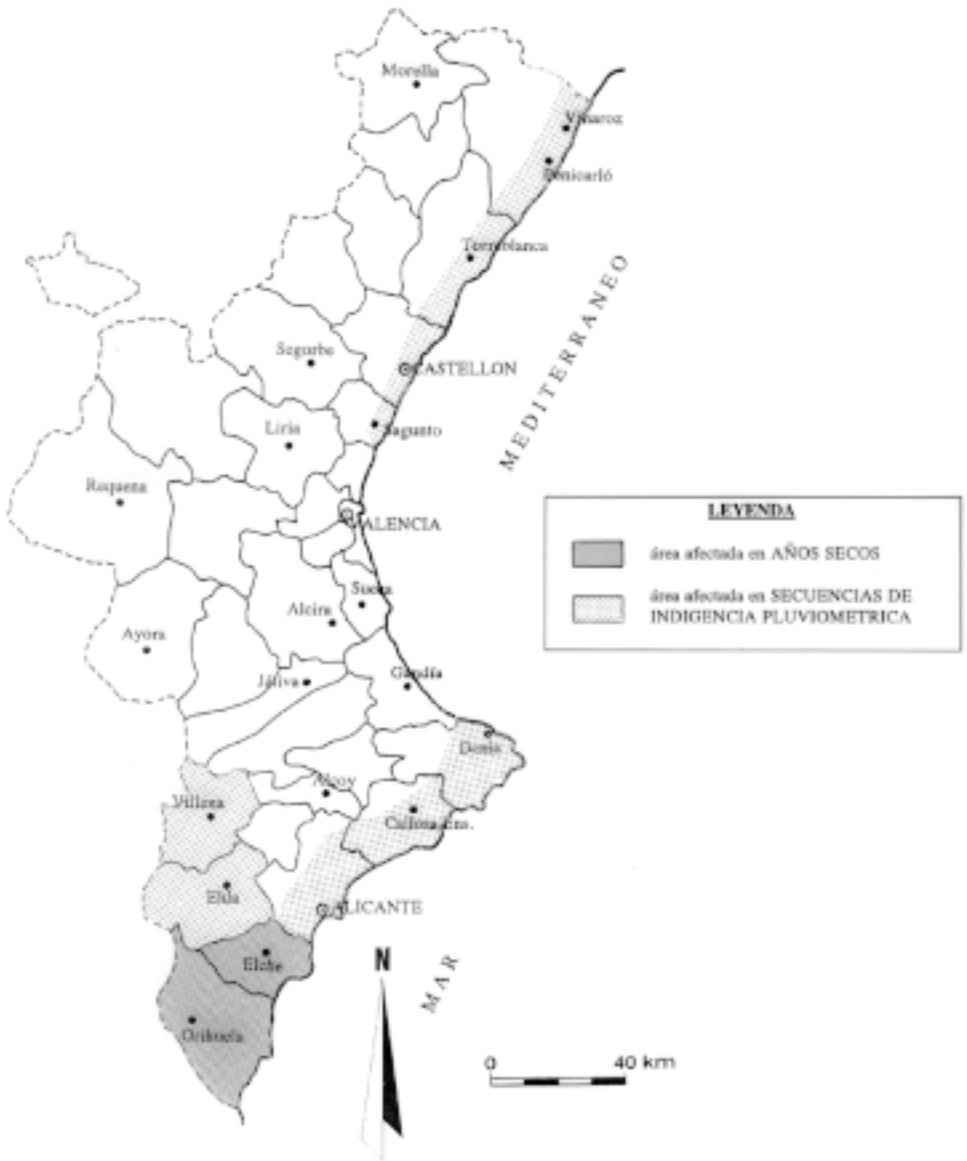 Morella
Vinaroz
Benicarló
Torreblanca
MEDITERRANEO
Segorbe
CASTELLON
Sagunto
Liria
Requena
VALENCIA
LEYENDA
área afectada en AÑOS SECOS
área afectada en SECUENCIAS DE
INDIGENCIA PLUVIOMETRICA
Sueca
Alcira
Ayora
Gandía
Játiva
Denia
Alcoy
Villena
Callosa Ens.
Elda
ALICANTE
Elche
N
MAR
Orihuela
0 40 km